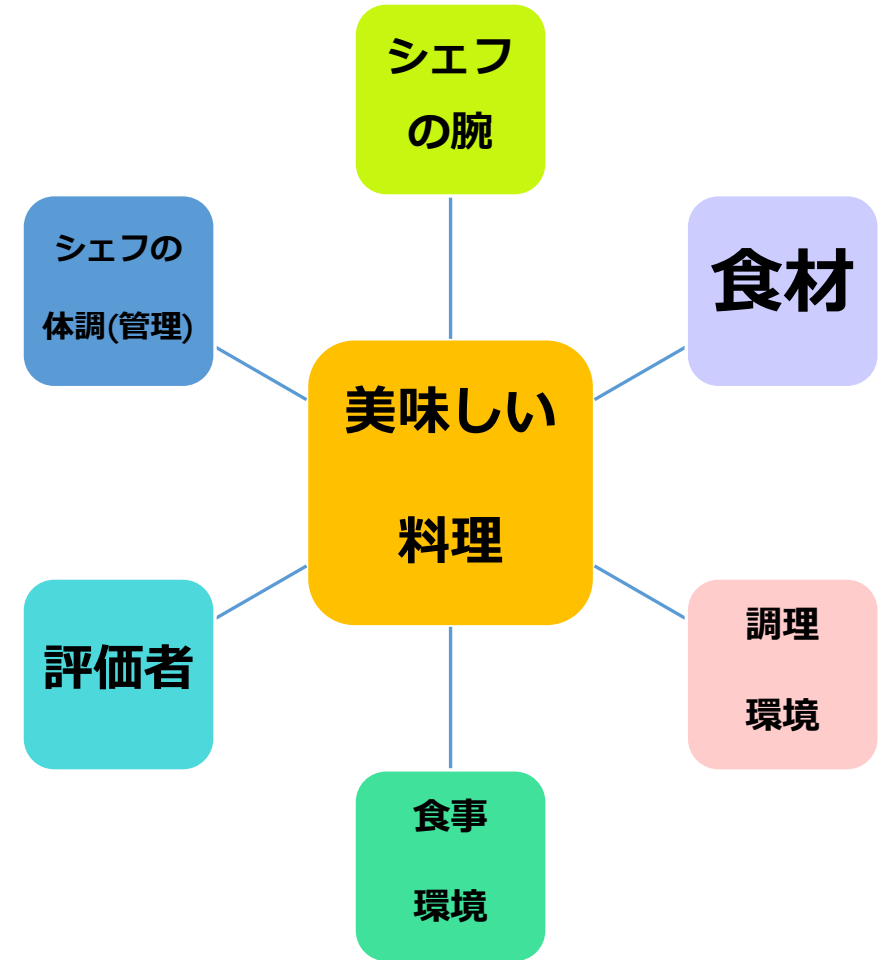 シェフ
の腕
シェフの
体調(管理)
食材
美味しい
料理
評価者
調理
環境
食事
環境